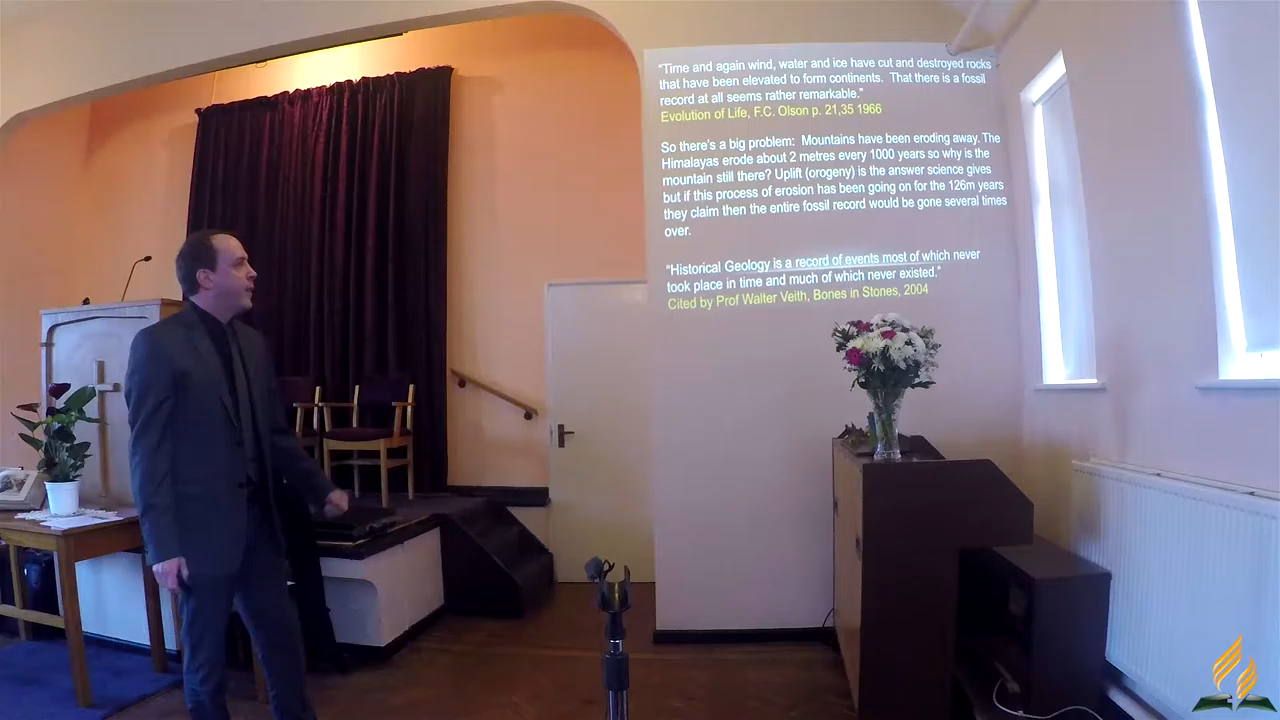 “Time and again wind, water and ice have cut and destroyed rocks
that have been elevated to form continents.  That there is a fossil
record at all seems rather remarkable.”
Evolution of Life, F.C. Olson p. 21,35 1966
So there’s a big problem:  Mountains have been eroding away. The
Himalayas erode about 2 metres every 1000 years so why is the
mountain still there? Uplift (orogeny) is the answer science gives
but if this process of erosion has been going on for the 126m years
they claim then the entire fossil record would be gone several times
over.
“Historical Geology is a record of events most of which never
took place in time and much of which never existed.”
Cited by Prof Walter Veith, Bones in Stones, 2004